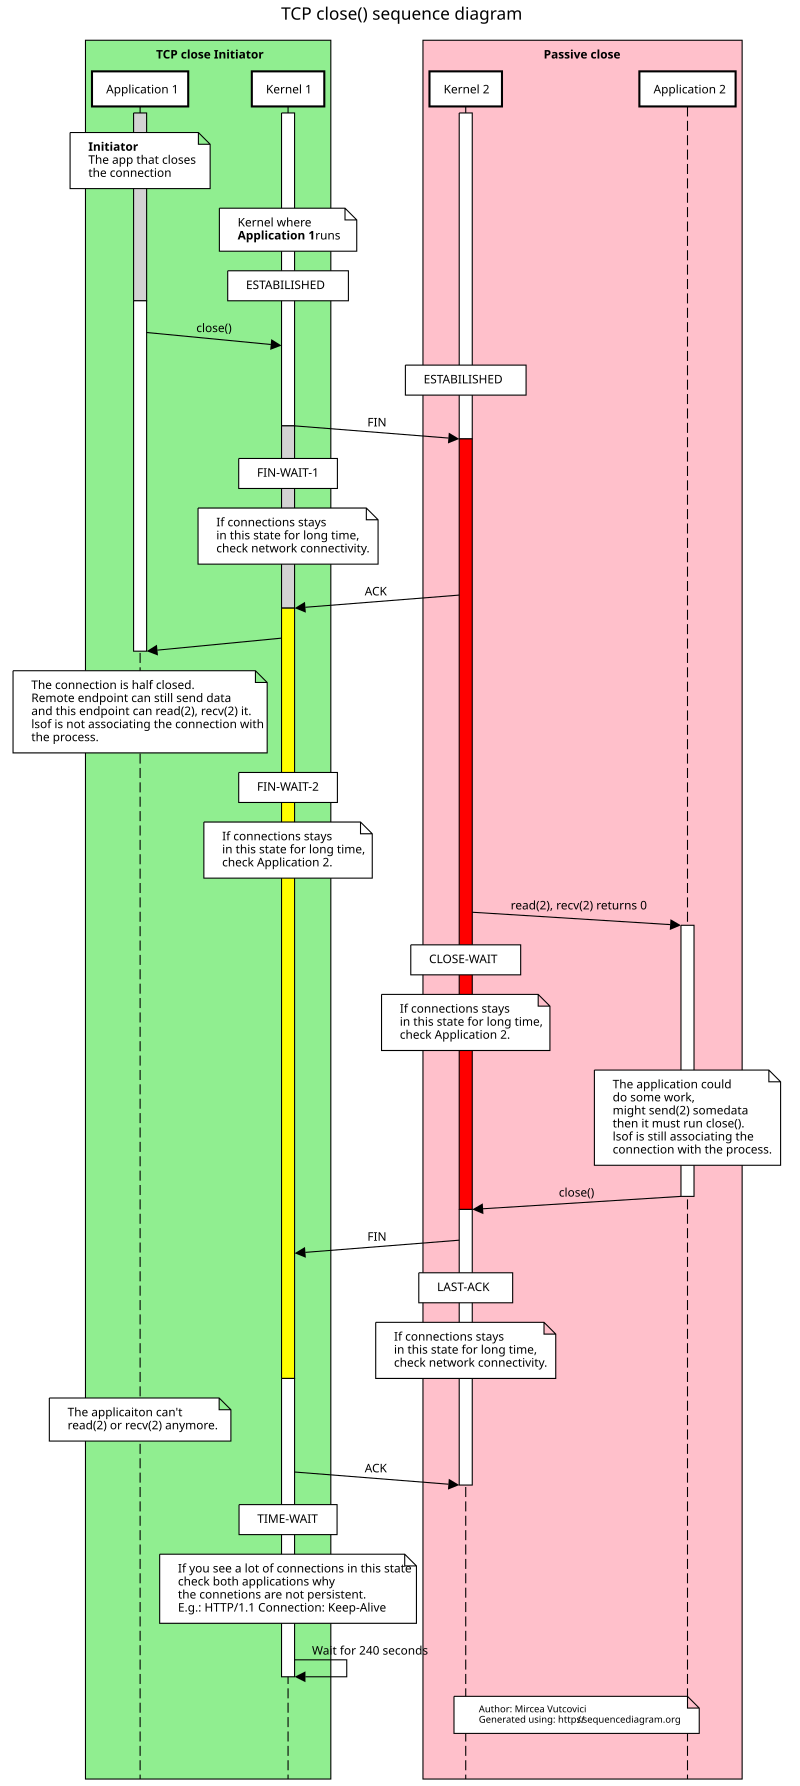 TCP close() sequence diagram
TCP close Initiator
Passive close
Application 1
Kernel 1
Kernel 2
Application 2
Initiator
The app that closes
the connection
Kernel where
Application 1runs
ESTABILISHED
close()
ESTABILISHED
FIN
FIN-WAIT-1
If connections stays
in this state for long time,
check network connectivity.
ACK
The connection is half closed.
Remote endpoint can still send data
and this endpoint can read(2), recv(2) it.
lsof is not associating the connection with
the process.
FIN-WAIT-2
If connections stays
in this state for long time,
check Application 2.
read(2), recv(2) returns 0
CLOSE-WAIT
If connections stays
in this state for long time,
check Application 2.
The application could
do some work,
might send(2) somedata
then it must run close().
lsof is still associating the
connection with the process.
close()
FIN
LAST-ACK
If connections stays
in this state for long time,
check network connectivity.
The applicaiton can't
read(2) or recv(2) anymore.
ACK
TIME-WAIT
If you see a lot of connections in this state
check both applications why
the connetions are not persistent.
E.g.: HTTP/1.1 Connection: Keep-Alive
Wait for 240 seconds
Author: Mircea Vutcovici
Generated using: https://sequencediagram.org